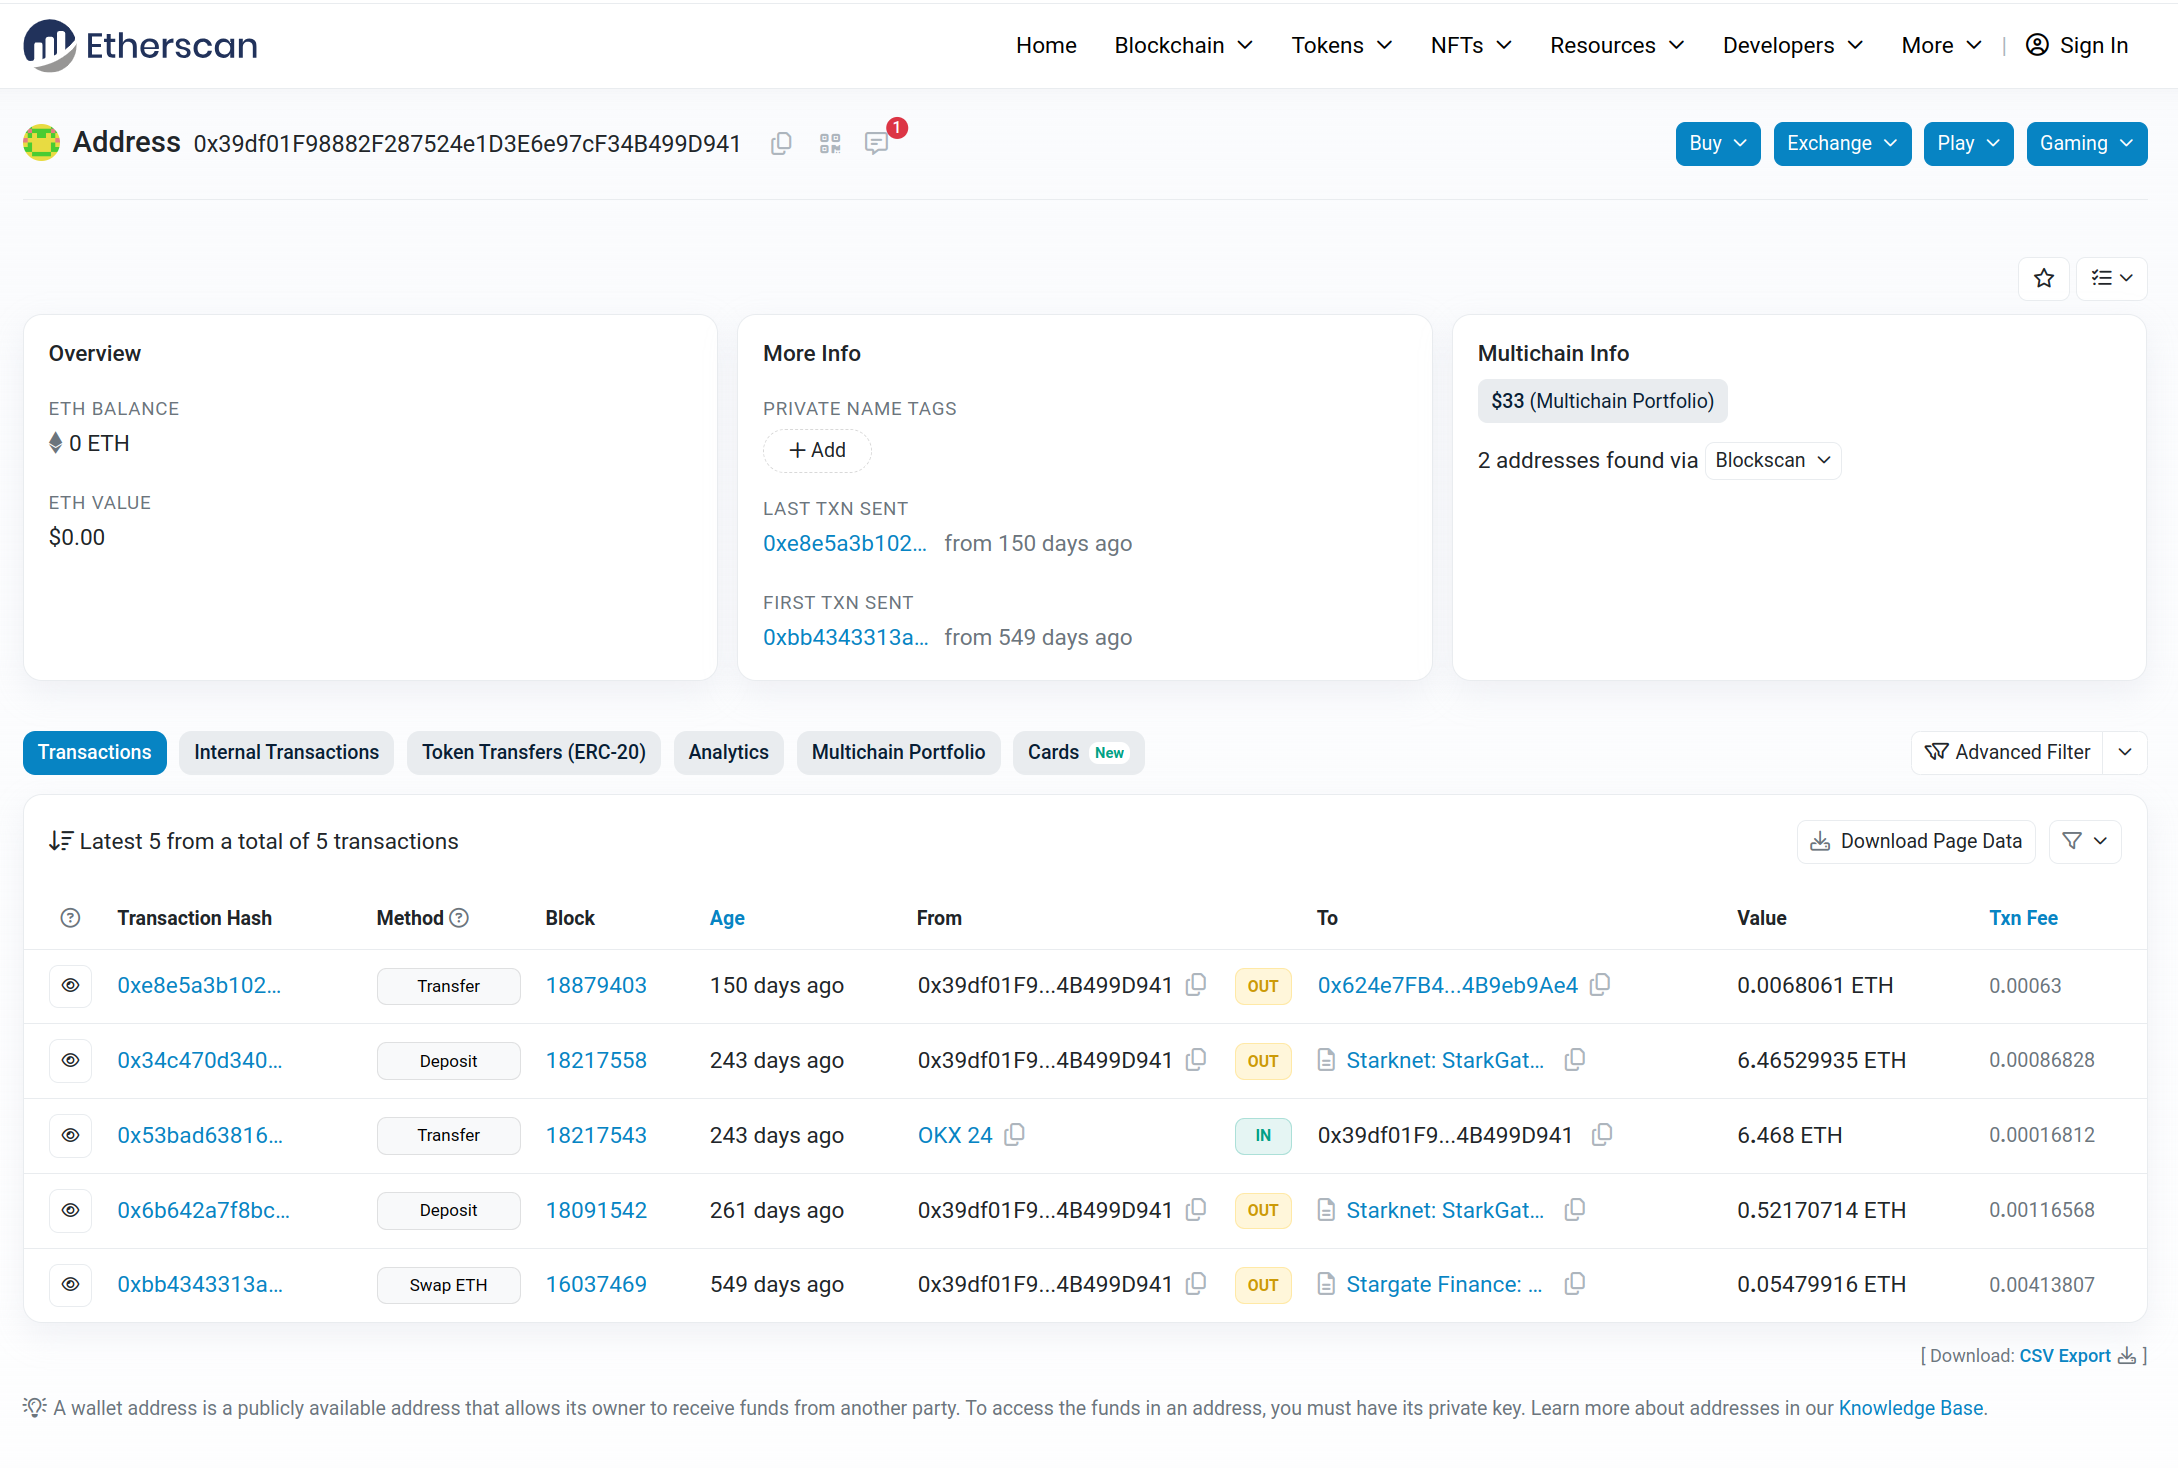 Etherscan
Home Blockchain Tokens NFTs Resources Developers More | Sign In
Address 0x39df01F98882F287524e1D3E6e97cF34B499D941 1
Buy Exchange Play Gaming
Overview
ETH BALANCE
0 ETH
ETH VALUE
$0.00
More Info
PRIVATE NAME TAGS
+ Add
LAST TXN SENT
0xe8e5a3b102... from 150 days ago
FIRST TXN SENT
0xbb4343313a... from 549 days ago
Multichain Info
$33 (Multichain Portfolio)
2 addresses found via Blockscan
Transactions Internal Transactions Token Transfers (ERC-20) Analytics Multichain Portfolio Cards New Advanced Filter
Latest 5 from a total of 5 transactions Download Page Data
? Transaction Hash Method ? Block Age From To Value Txn Fee
0xe8e5a3b102... Transfer 18879403 150 days ago 0x39df01F9...4B499D941 OUT 0x624e7FB4...4B9eb9Ae4 0.0068061 ETH 0.00063
0x34c470d340... Deposit 18217558 243 days ago 0x39df01F9...4B499D941 OUT Starknet: StarkGat... 6.46529935 ETH 0.00086828
0x53bad63816... Transfer 18217543 243 days ago OKX 24 IN 0x39df01F9...4B499D941 6.468 ETH 0.00016812
0x6b642a7f8bc... Deposit 18091542 261 days ago 0x39df01F9...4B499D941 OUT Starknet: StarkGat... 0.52170714 ETH 0.00116568
0xbb4343313a... Swap ETH 16037469 549 days ago 0x39df01F9...4B499D941 OUT Stargate Finance: ... 0.05479916 ETH 0.00413807
[ Download: CSV Export ]
A wallet address is a publicly available address that allows its owner to receive funds from another party. To access the funds in an address, you must have its private key. Learn more about addresses in our Knowledge Base.